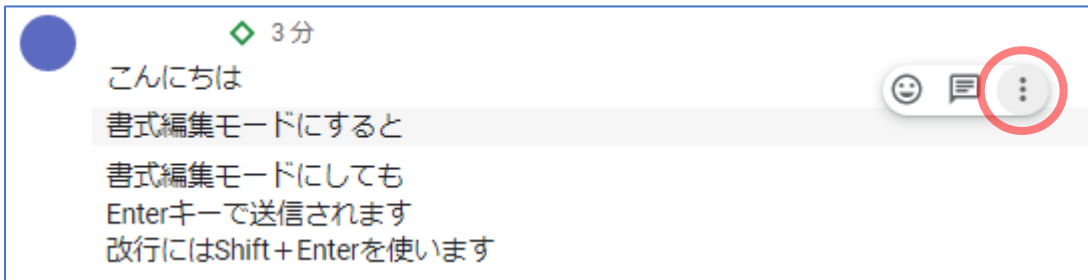 3 分
こんにちは
書式編集モードにすると
書式編集モードにしても
Enterキーで送信されます
改行にはShift+Enterを使います